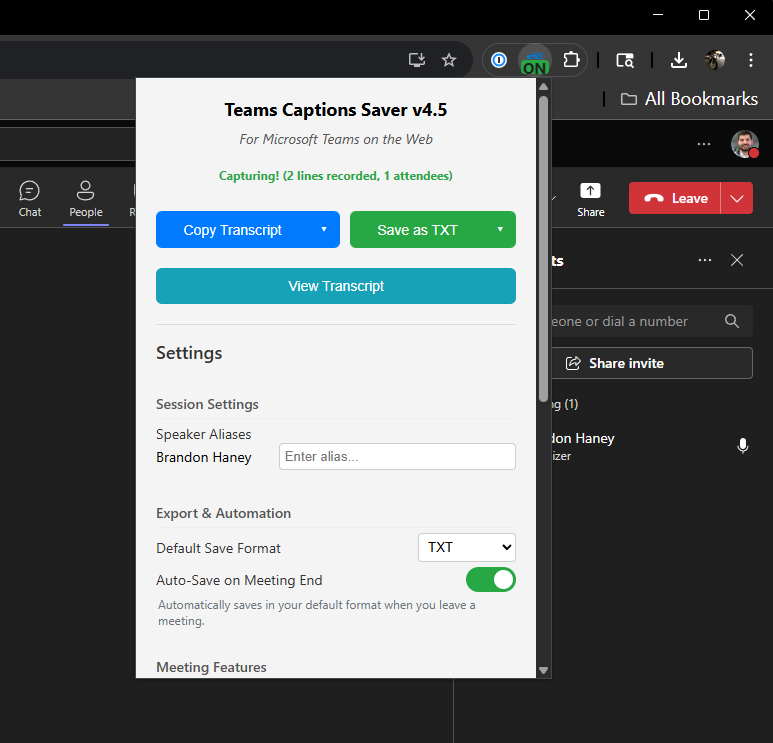 ON
All Bookmarks
Teams Captions Saver v4.5
For Microsoft Teams on the Web
Capturing! (2 lines recorded, 1 attendees)
Chat
People
R
Share
Leave
Copy Transcript
Save as TXT
View Transcript
ts
eone or dial a number
Share invite
Settings
Session Settings
ng (1)
Speaker Aliases
Brandon Haney
Enter alias...
don Haney
izer
Export & Automation
Default Save Format
TXT
Auto-Save on Meeting End
Automatically saves in your default format when you leave a
meeting.
Meeting Features